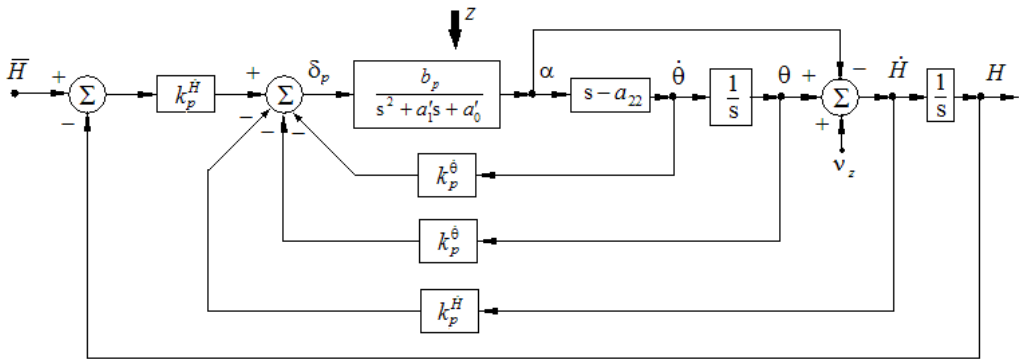 z
H̅ + Σ − k_p^Ḣ + Σ − − − δ_p b_p / (s² + a′₁s + a′₀) α s − a₂₂ θ̇ 1/s θ + Σ − + Ḣ 1/s H
ν_z
k_p^θ̇
k_p^θ̇
k_p^Ḣ